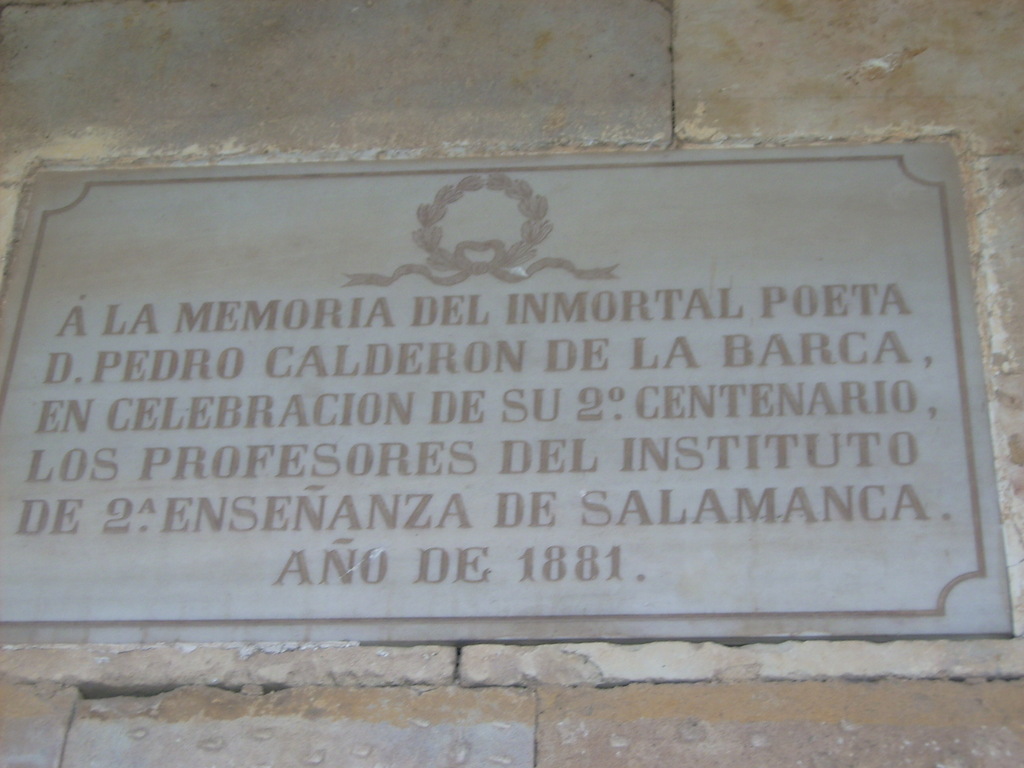 Á LA MEMORIA DEL INMORTAL POETA
D. PEDRO CALDERON DE LA BARCA,
EN CELEBRACION DE SU 2º. CENTENARIO,
LOS PROFESORES DEL INSTITUTO
DE 2.ᴬ ENSEÑANZA DE SALAMANCA.
AÑO DE 1881.